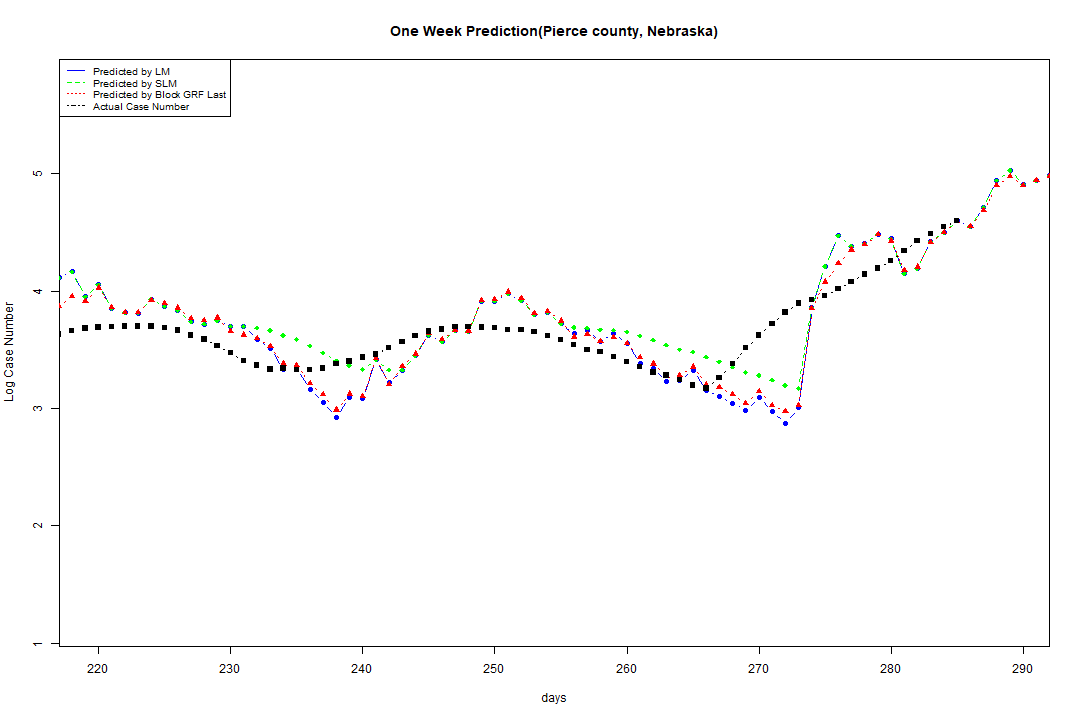 One Week Prediction(Pierce county, Nebraska)
Predicted by LM
Predicted by SLM
Predicted by Block GRF Last
Actual Case Number
5
4
3
2
1
Log Case Number
220 230 240 250 260 270 280 290
days